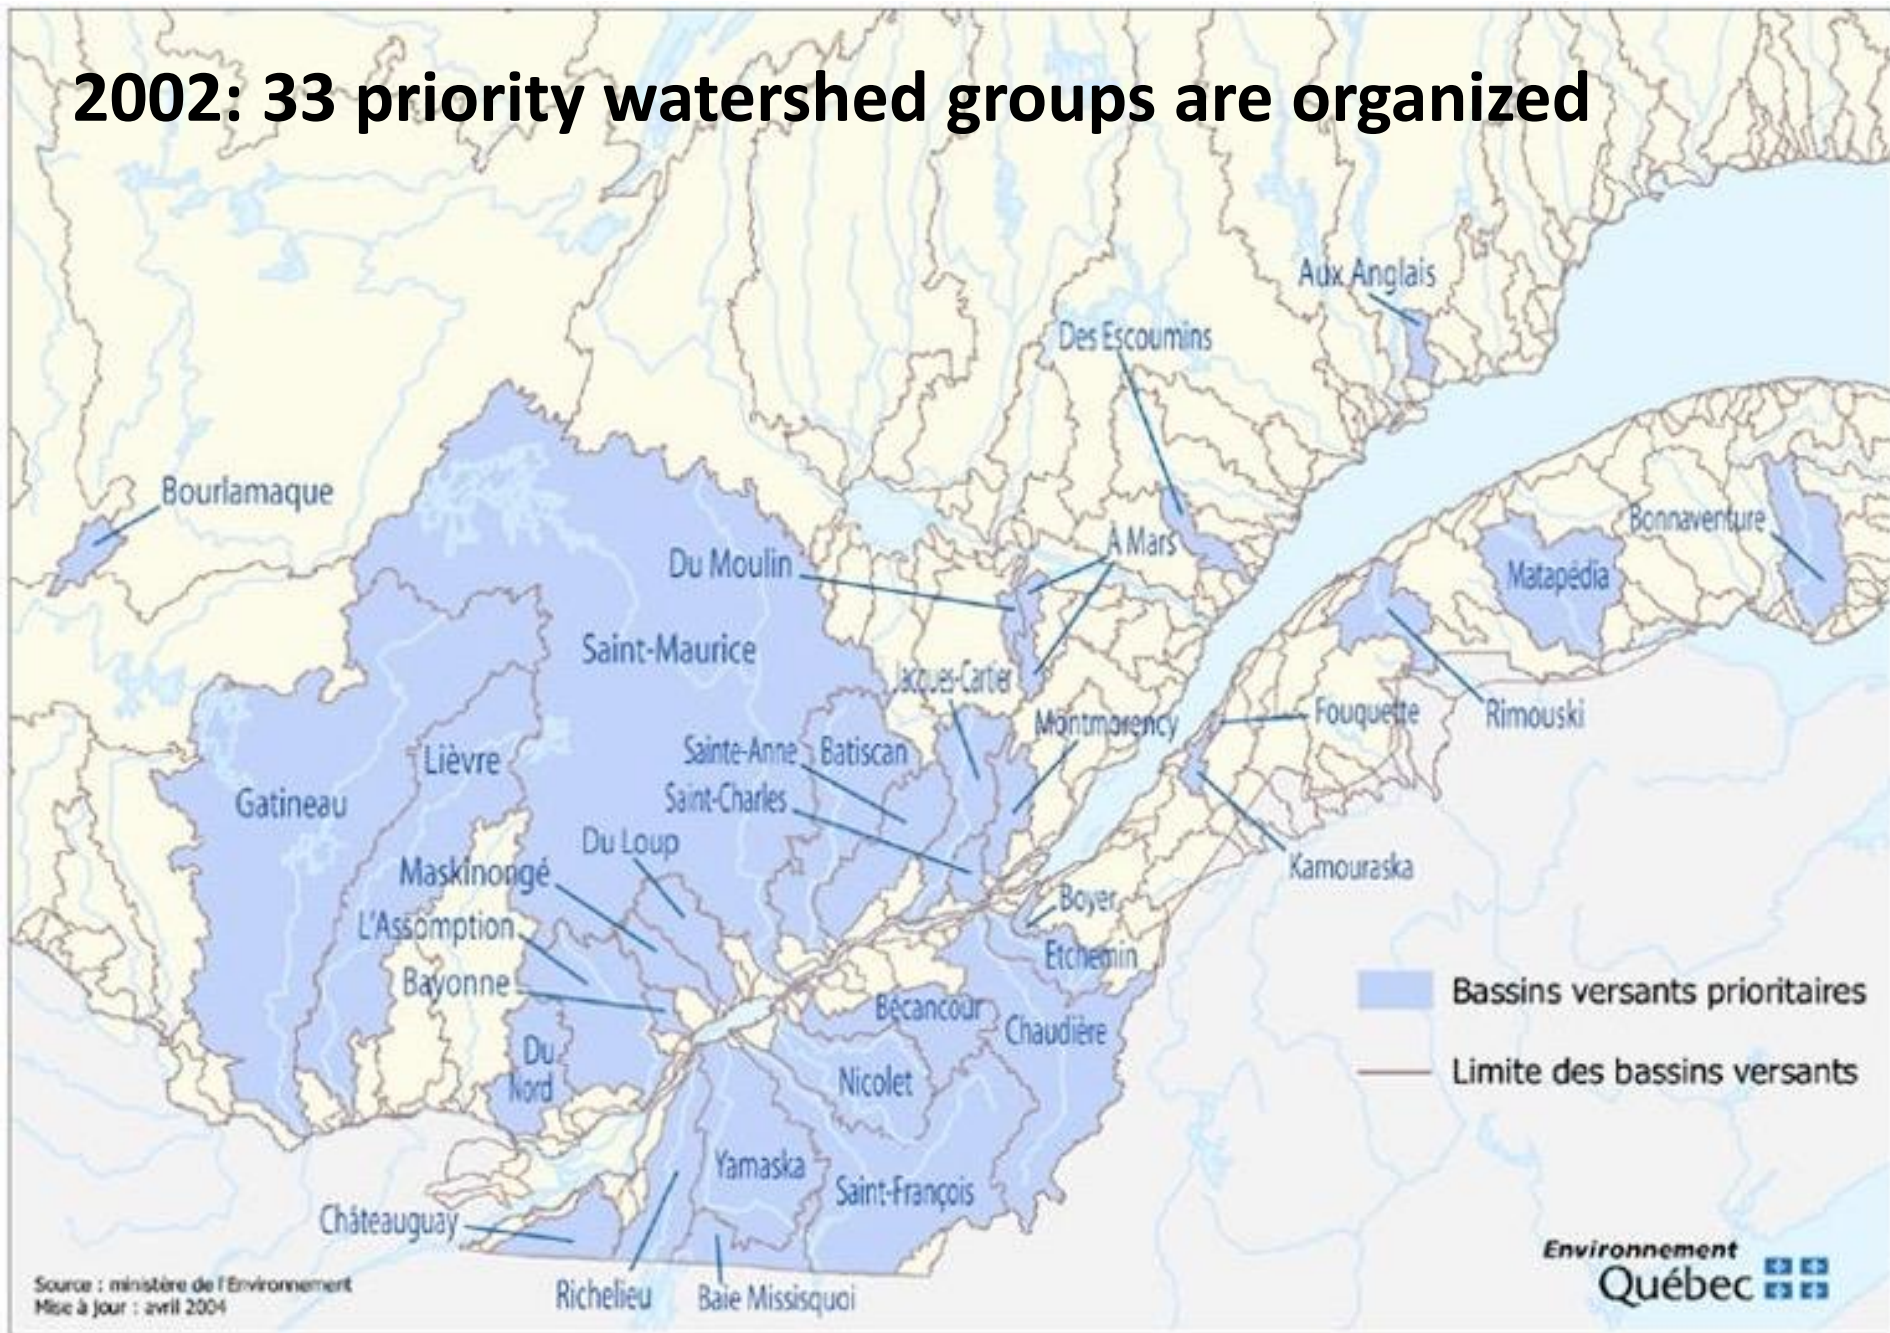 2002: 33 priority watershed groups are organized
Aux Anglais
Des Escoumins
Bourlamaque
Bonnaventure
À Mars
Du Moulin
Matapédia
Saint-Maurice
Jacques-Cartier
Montmorency
Fouquette
Rimouski
Sainte-Anne
Batiscan
Lièvre
Saint-Charles
Gatineau
Du Loup
Kamouraska
Maskinongé
Boyer
L'Assomption
Etchemin
Bayonne
Bécancour
Chaudière
Du
Nord
Nicolet
Yamaska
Saint-François
Châteauguay
Richelieu
Baie Missisquoi
Bassins versants prioritaires
Limite des bassins versants
Environnement
Québec
Source : ministère de l'Environnement
Mise à jour : avril 2004